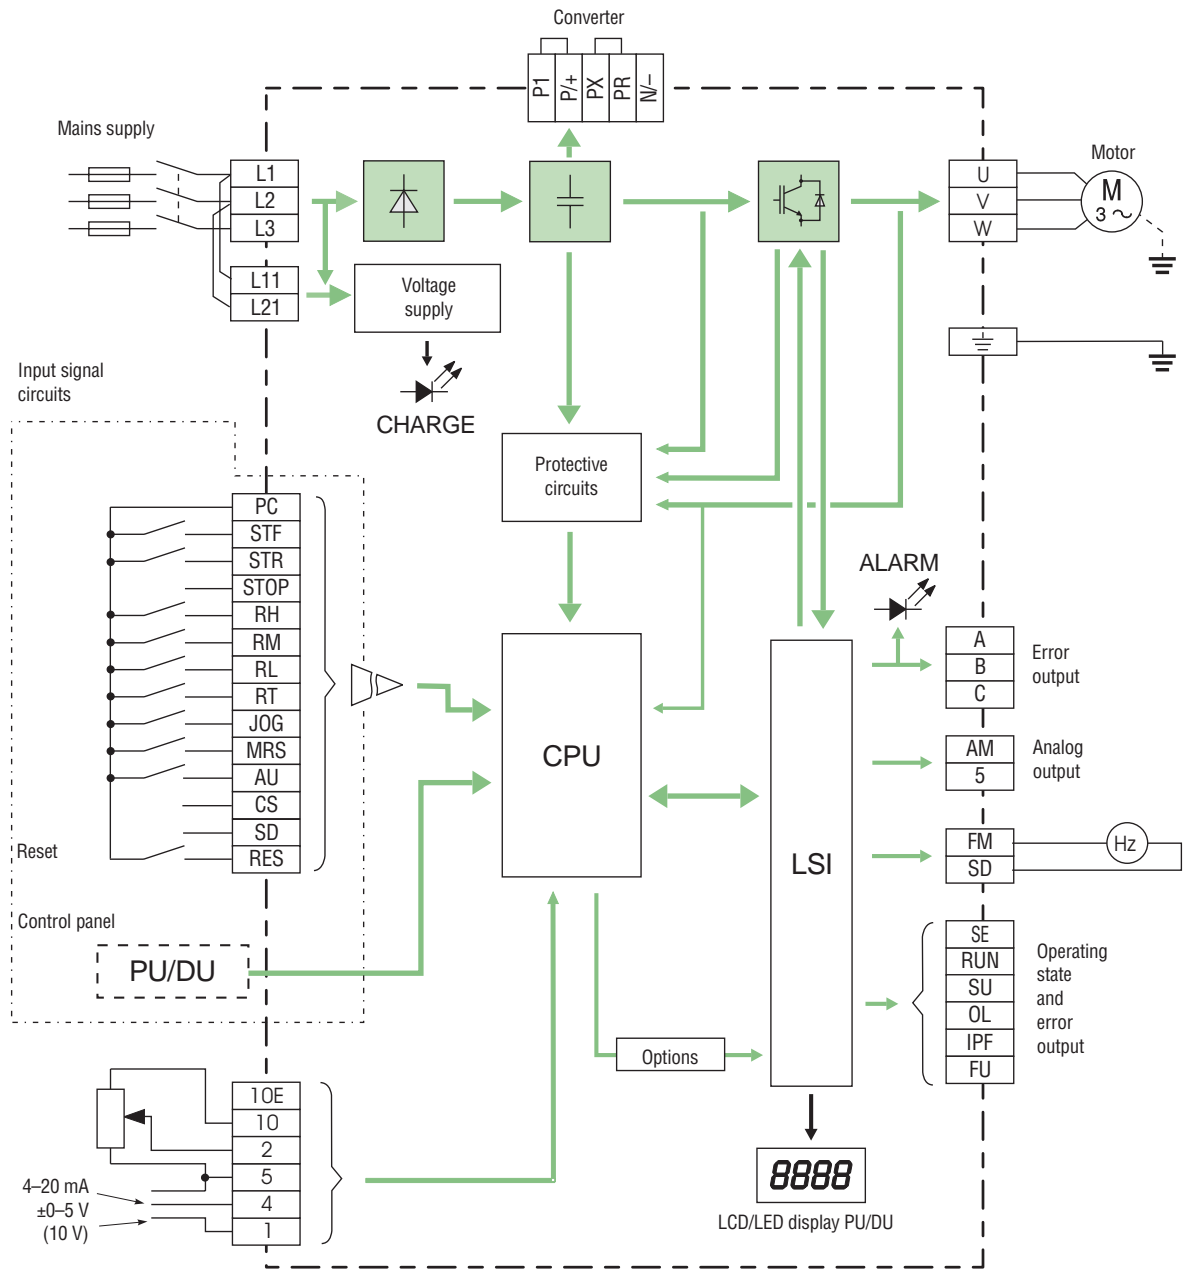 Converter
P1
P/+
PX
PR
N/–
Mains supply
L1
L2
L3
L11
L21
Voltage
supply
CHARGE
U
V
W
Motor
M
3 ~
Input signal
circuits
Protective
circuits
PC
STF
STR
STOP
RH
RM
RL
RT
JOG
MRS
AU
CS
SD
RES
Reset
Control panel
PU/DU
CPU
LSI
ALARM
A
B
C
Error
output
AM
5
Analog
output
FM
SD
Hz
SE
RUN
SU
OL
IPF
FU
Operating
state
and
error
output
Options
10E
10
2
5
4
1
4–20 mA
±0–5 V
(10 V)
8888
LCD/LED display PU/DU